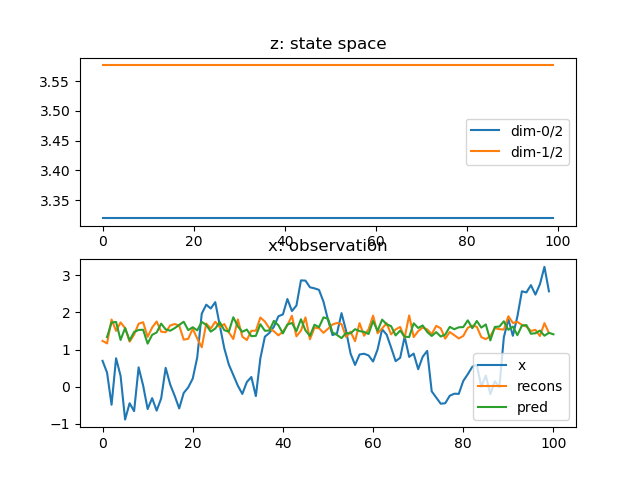 z: state space
3.55
3.50
3.45
3.40
3.35
dim-0/2
dim-1/2
0 20 40 60 80 100
x: observation
3
2
1
0
−1
x
recons
pred
0 20 40 60 80 100